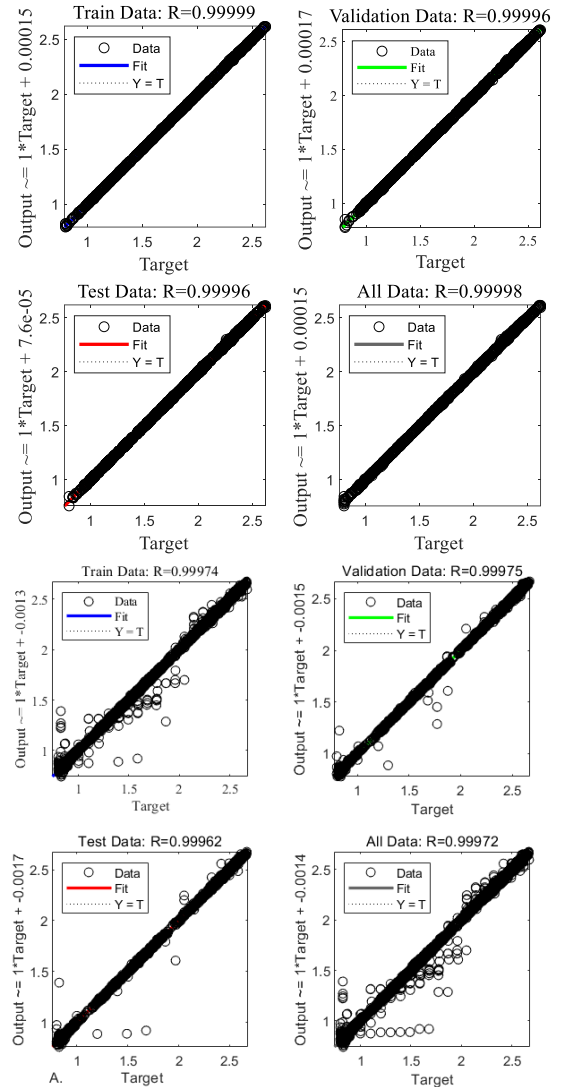 Train Data: R=0.99999
Output ~= 1*Target + 0.00015
Data
Fit
Y = T
2.5
2
1.5
1
1
1.5
2
2.5
Target
Validation Data: R=0.99996
Output ~= 1*Target + 0.00017
Data
Fit
Y = T
2.5
2
1.5
1
1
1.5
2
2.5
Target
Test Data: R=0.99996
Output ~= 1*Target + 7.6e-05
Data
Fit
Y = T
2.5
2
1.5
1
1
1.5
2
2.5
Target
All Data: R=0.99998
Output ~= 1*Target + 0.00015
Data
Fit
Y = T
2.5
2
1.5
1
1
1.5
2
2.5
Target
Train Data: R=0.99974
Output ~= 1*Target + -0.0013
Data
Fit
Y = T
2.5
2
1.5
1
1
1.5
2
2.5
Target
Validation Data: R=0.99975
Output ~= 1*Target + -0.0015
Data
Fit
Y = T
2.5
2
1.5
1
1
1.5
2
2.5
Target
Test Data: R=0.99962
Output ~= 1*Target + -0.0017
Data
Fit
Y = T
2.5
2
1.5
1
1
1.5
2
2.5
A.
Target
All Data: R=0.99972
Output ~= 1*Target + -0.0014
Data
Fit
Y = T
2.5
2
1.5
1
1
1.5
2
2.5
Target